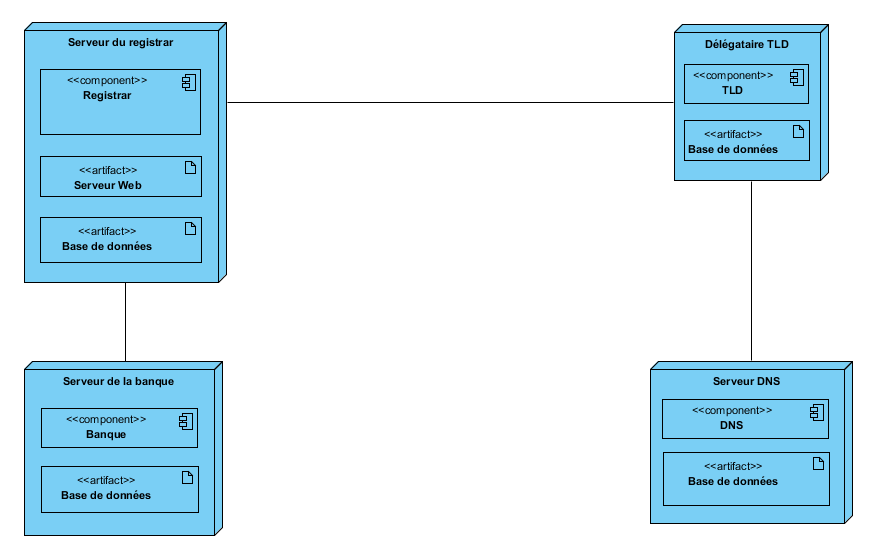 Serveur du registrar
<<component>>
Registrar
<<artifact>>
Serveur Web
<<artifact>>
Base de données
Délégataire TLD
<<component>>
TLD
<<artifact>>
Base de données
Serveur de la banque
<<component>>
Banque
<<artifact>>
Base de données
Serveur DNS
<<component>>
DNS
<<artifact>>
Base de données